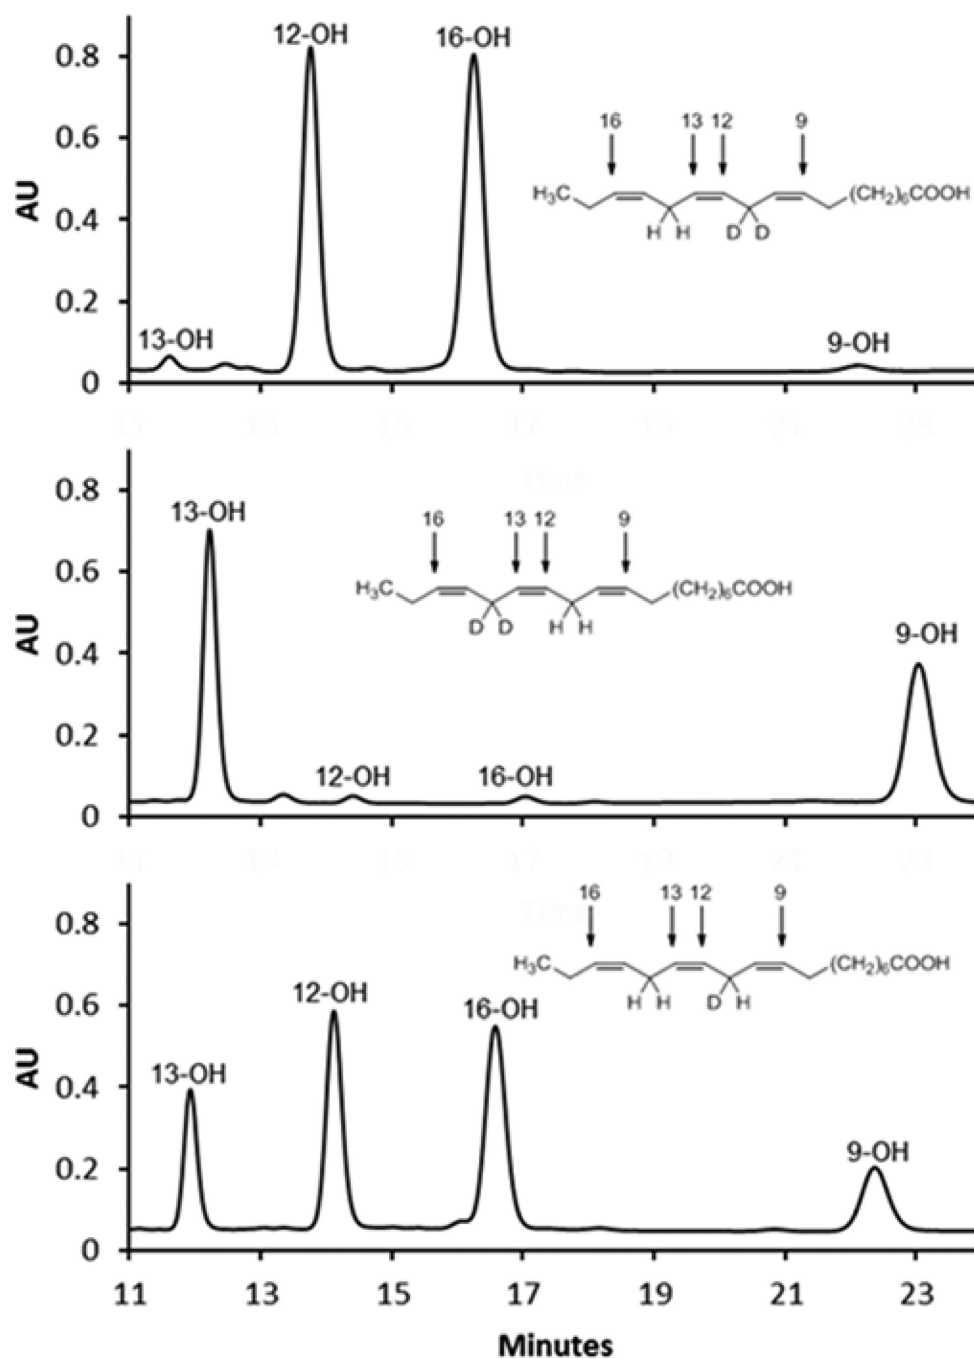 12-OH 16-OH
0.8
16 13 12 9
0.6
AU
H₃C (CH₂)₆COOH
0.4
H H D D
0.2
13-OH 9-OH
0
11 13 15 17 19 21 23
Time
0.8
13-OH
16 13 12 9
0.6
H₃C (CH₂)₆COOH
AU
D D H H
9-OH
0.4
0.2
12-OH 16-OH
0
11 13 15 17 19 21 23
Time
16 13 12 9
0.8
H₃C (CH₂)₆COOH
12-OH 16-OH
H H D H
0.6
AU
13-OH
0.4
9-OH
0.2
0
11 13 15 17 19 21 23
Minutes